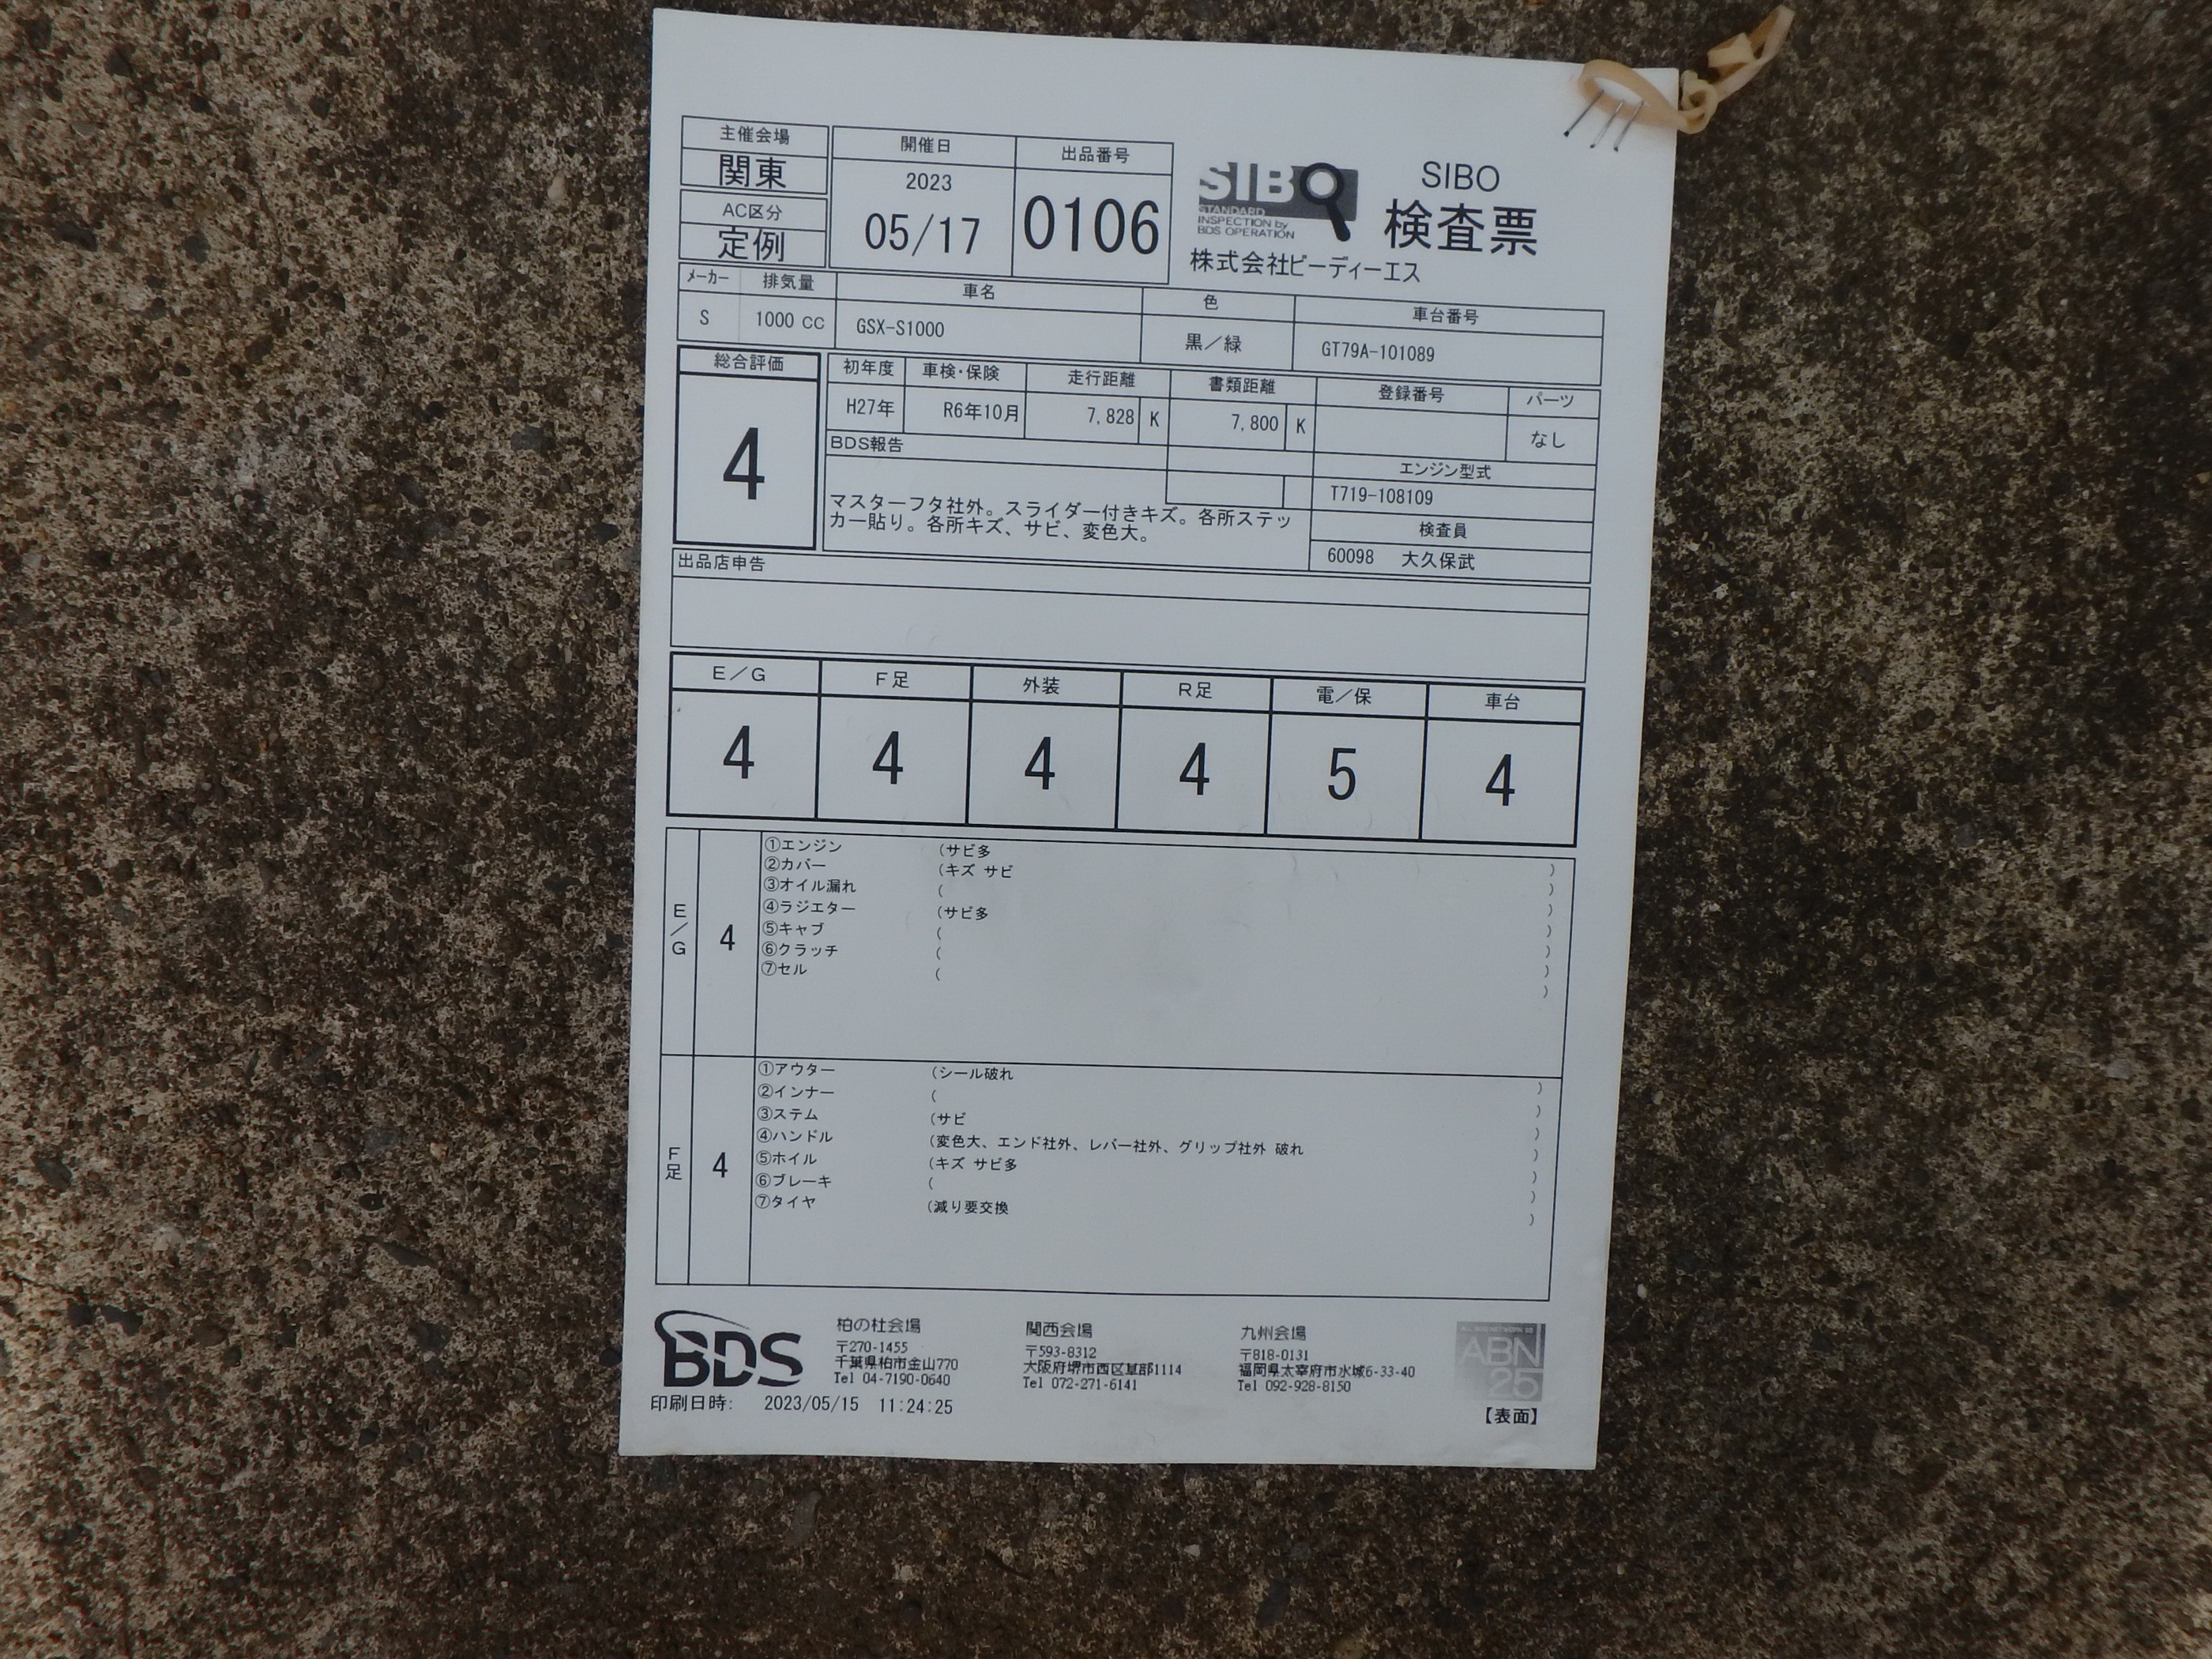 主催会場
関東
AC区分
定例
開催日
2023
05/17
出品番号
0106
SIBO
STANDARD
INSPECTION by
BDS OPERATION
株式会社ビーディーエス
SIBO
検査票
メーカー 排気量 車名 色 車台番号
S 1000 CC GSX-S1000 黒/緑 GT79A-101089
総合評価
4
初年度 車検・保険 走行距離 書類距離 登録番号 パーツ
H27年 R6年10月 7,828 K 7,800 K なし
BDS報告
マスターフタ社外。スライダー付きキズ。各所ステッ
カー貼り。各所キズ、サビ、変色大。
エンジン型式
T719-108109
検査員
60098 大久保武
出品店申告
E/G F足 外装 R足 電/保 車台
4 4 4 4 5 4
E/G
4
①エンジン (サビ多 )
②カバー (キズ サビ )
③オイル漏れ ( )
④ラジエター (サビ多 )
⑤キャブ ( )
⑥クラッチ ( )
⑦セル ( )
F足
4
①アウター (シール破れ )
②インナー ( )
③ステム (サビ )
④ハンドル (変色大、エンド社外、レバー社外、グリップ社外 破れ )
⑤ホイル (キズ サビ多 )
⑥ブレーキ ( )
⑦タイヤ (減り要交換 )
BDS
柏の杜会場
〒270-1455
千葉県柏市金山770
Tel 04-7190-0640
関西会場
〒593-8312
大阪府堺市西区草部1114
Tel 072-271-6141
九州会場
〒818-0131
福岡県太宰府市水城6-33-40
Tel 092-928-8150
ABN
25
印刷日時: 2023/05/15 11:24:25
【表面】